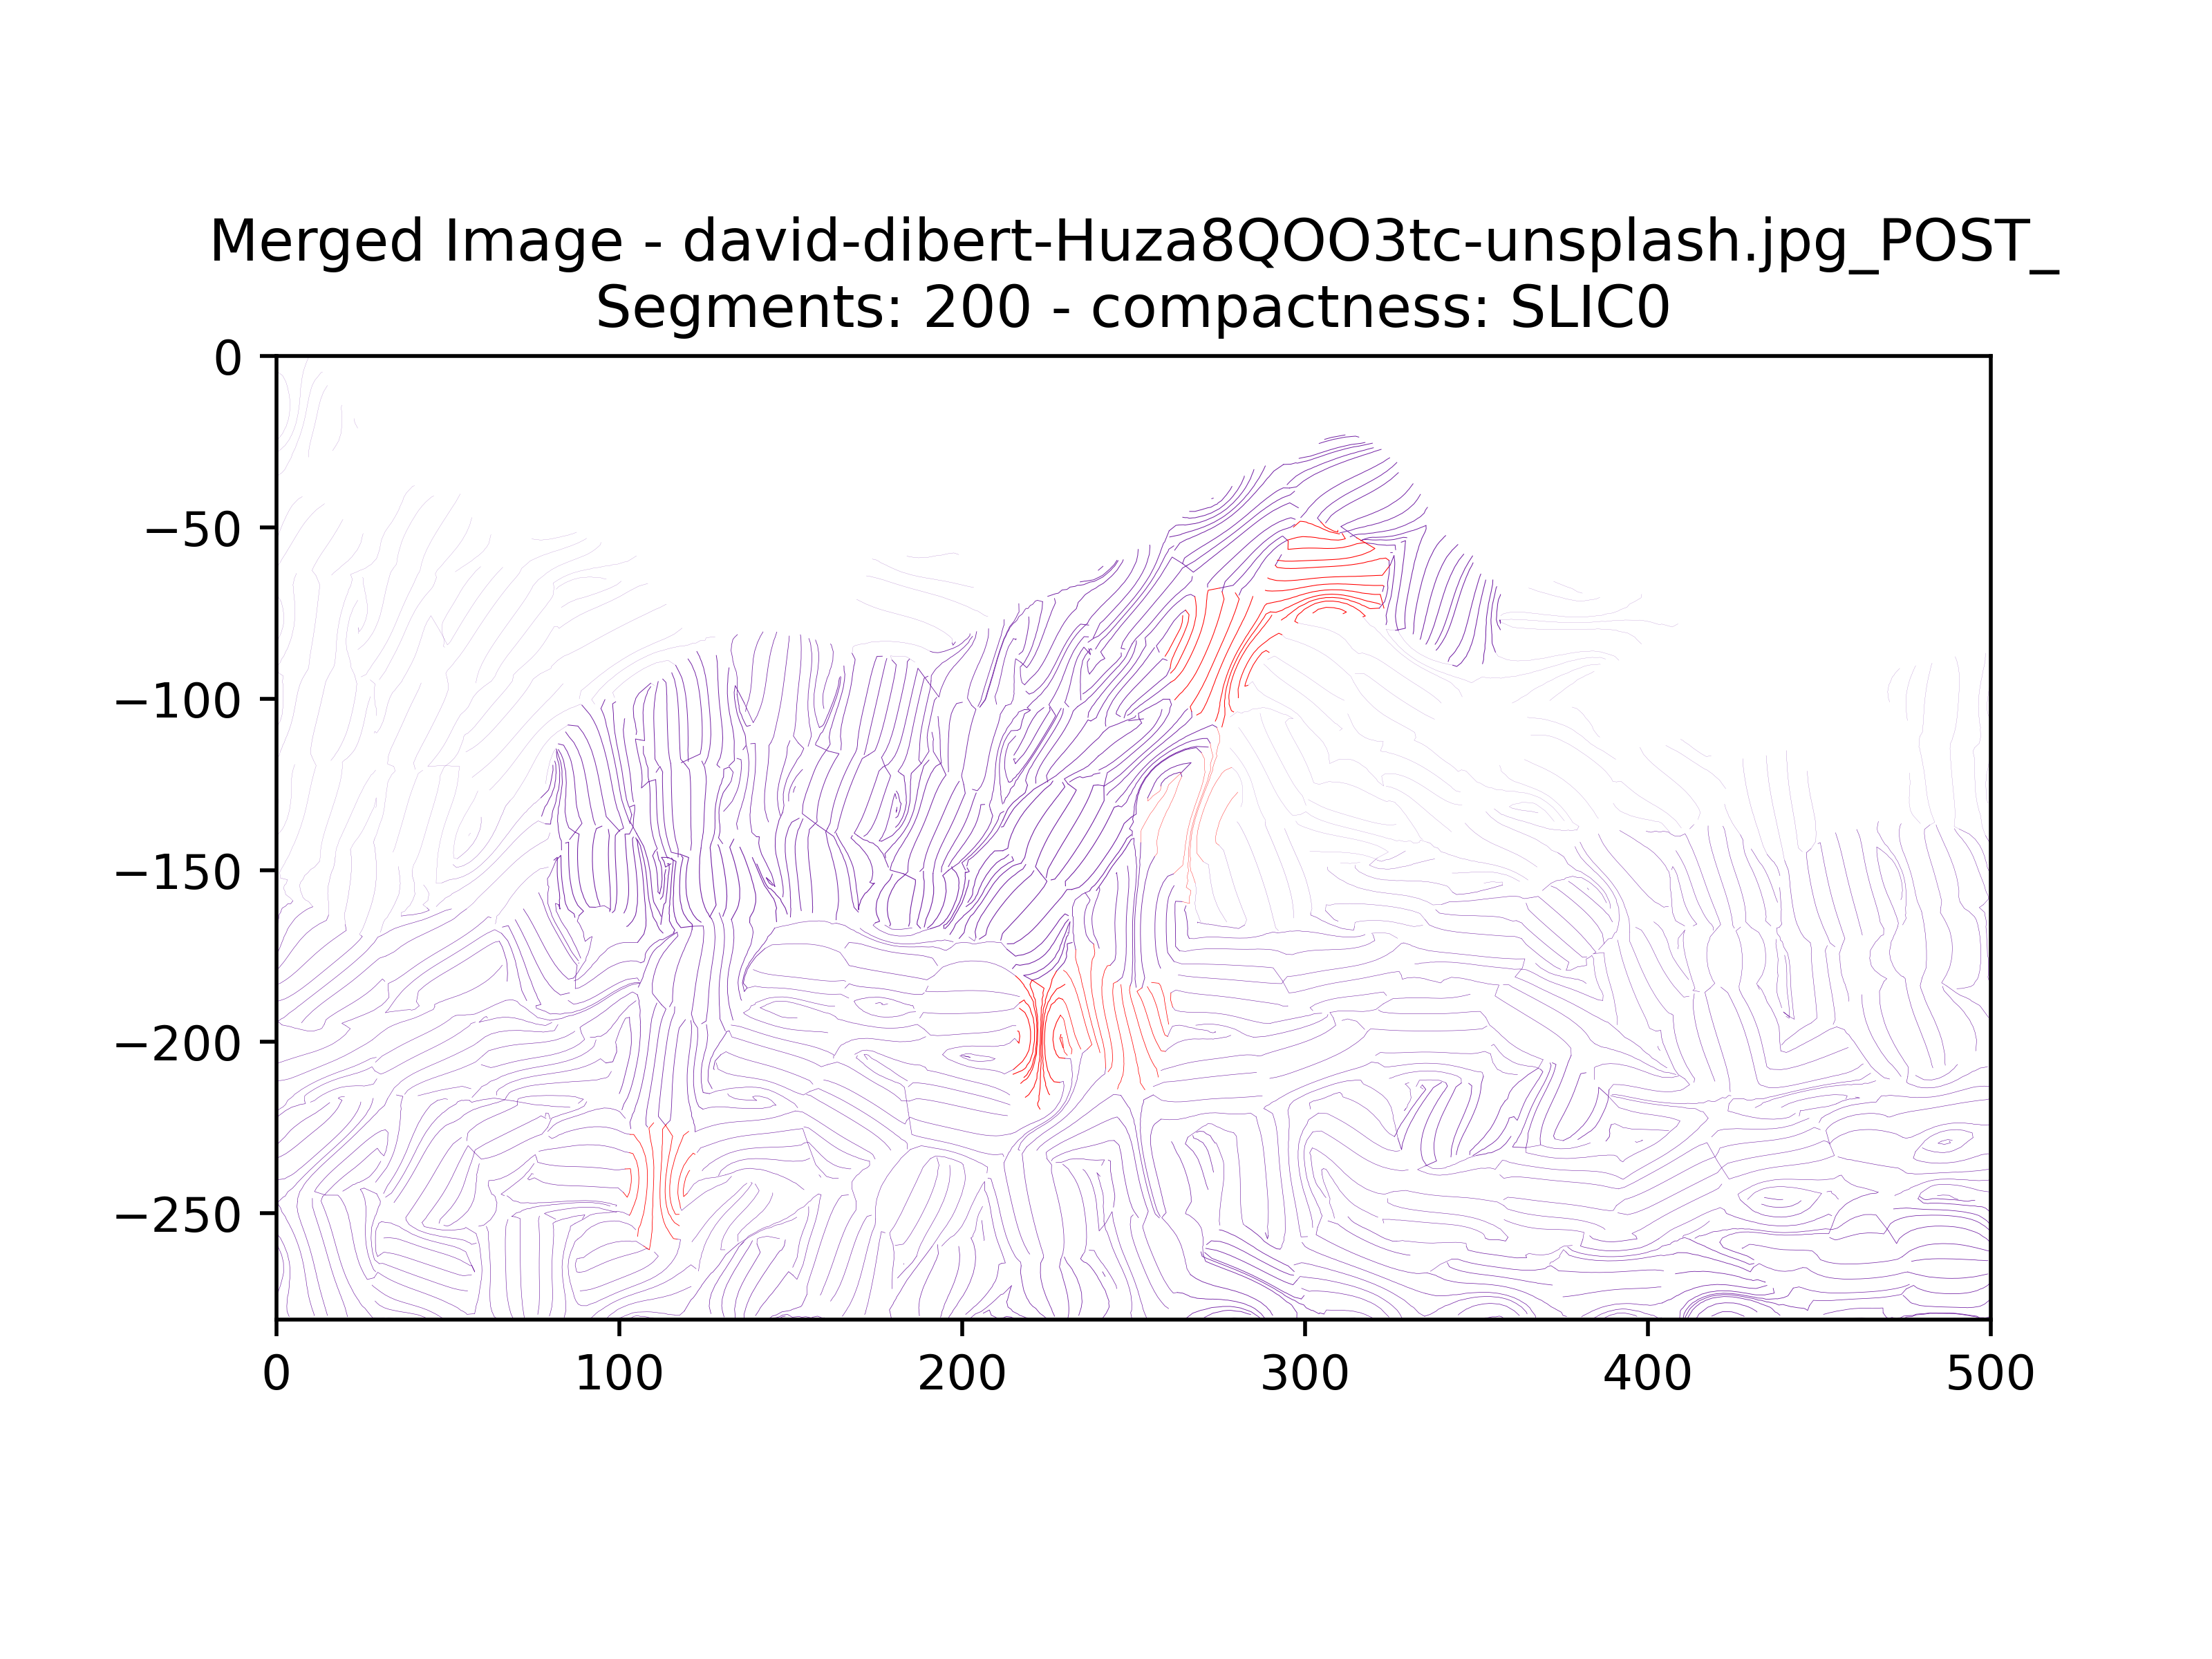 Merged Image - david-dibert-Huza8QOO3tc-unsplash.jpg_POST_
Segments: 200 - compactness: SLIC0
0
−50
−100
−150
−200
−250
0 100 200 300 400 500